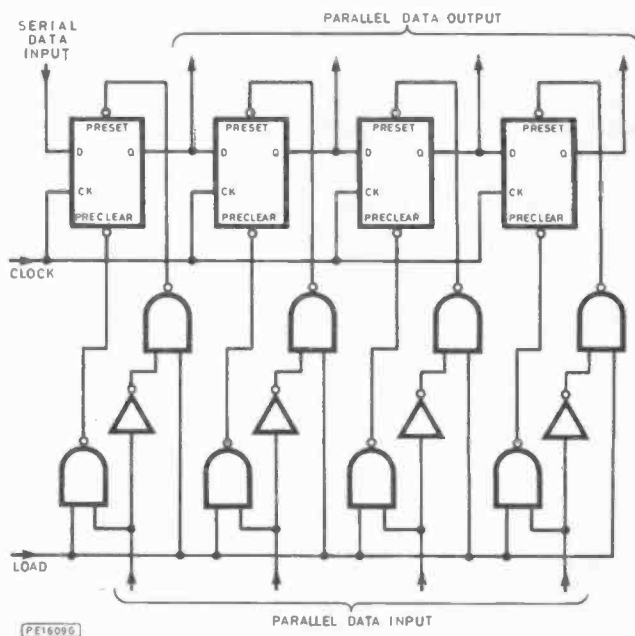 PARALLEL DATA OUTPUT
SERIAL
DATA
INPUT
PRESET
PRESET
PRESET
PRESET
D Q
D Q
D Q
D Q
CK
CK
CK
CK
PRECLEAR
PRECLEAR
PRECLEAR
PRECLEAR
CLOCK
LOAD
PARALLEL DATA INPUT
PE1609G